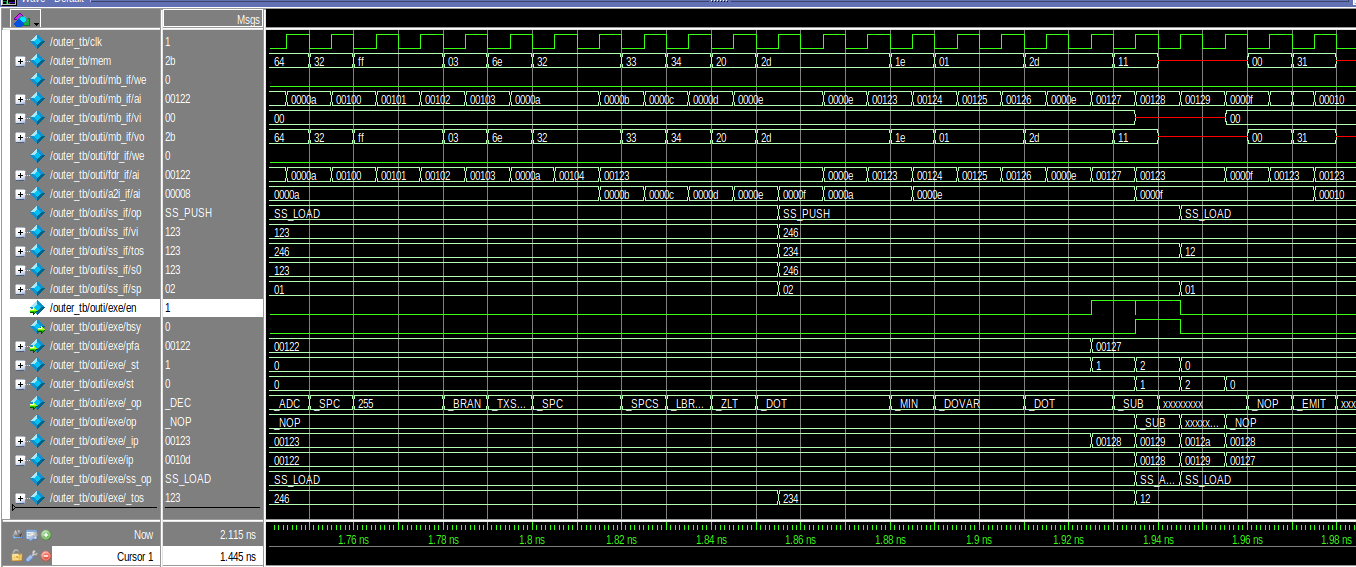 Wave - Default
Msgs
/outer_tb/clk 1
/outer_tb/mem 2b 64 32 ff 03 6e 32 33 34 20 2d 1e 01 2d 11 00 31
/outer_tb/outi/mb_if/we 0
/outer_tb/outi/mb_if/ai 00122 0000a 00100 00101 00102 00103 0000a 0000b 0000c 0000d 0000e 0000e 00123 00124 00125 00126 0000e 00127 00128 00129 0000f 00010
/outer_tb/outi/mb_if/vi 00 00 00
/outer_tb/outi/mb_if/vo 2b 64 32 ff 03 6e 32 33 34 20 2d 1e 01 2d 11 00 31
/outer_tb/outi/fdr_if/we 0
/outer_tb/outi/fdr_if/ai 00122 0000a 00100 00101 00102 00103 0000a 00104 00123 0000e 00123 00124 00125 00126 0000e 00127 00123 0000f 00123 00123
/outer_tb/outi/a2i_if/ai 00008 0000a 0000b 0000c 0000d 0000e 0000f 0000a 0000e 0000f 00010
/outer_tb/outi/ss_if/op SS_PUSH SS_LOAD SS_PUSH SS_LOAD
/outer_tb/outi/ss_if/vi 123 123 246
/outer_tb/outi/ss_if/tos 123 246 234 12
/outer_tb/outi/ss_if/s0 123 123 246
/outer_tb/outi/ss_if/sp 02 01 02 01
/outer_tb/outi/exe/en 1
/outer_tb/outi/exe/bsy 0
/outer_tb/outi/exe/pfa 00122 00122 00127
/outer_tb/outi/exe/_st 1 0 1 2 0
/outer_tb/outi/exe/st 0 0 1 2 0
/outer_tb/outi/exe/_op _DEC _ADC _SPC 255 _BRAN _TXS... _SPC _SPCS _LBR... _ZLT _DOT _MIN _DOVAR _DOT _SUB xxxxxxxx _NOP _EMIT xxx
/outer_tb/outi/exe/op _NOP _NOP _SUB xxxxx... _NOP
/outer_tb/outi/exe/_ip 00123 00123 00128 00129 0012a 00128
/outer_tb/outi/exe/ip 0010d 00122 00128 00129 00127
/outer_tb/outi/exe/ss_op SS_LOAD SS_LOAD SS_A... SS_LOAD
/outer_tb/outi/exe/_tos 123 246 234 12
Now 2.115 ns 1.76 ns 1.78 ns 1.8 ns 1.82 ns 1.84 ns 1.86 ns 1.88 ns 1.9 ns 1.92 ns 1.94 ns 1.96 ns 1.98 ns
Cursor 1 1.445 ns